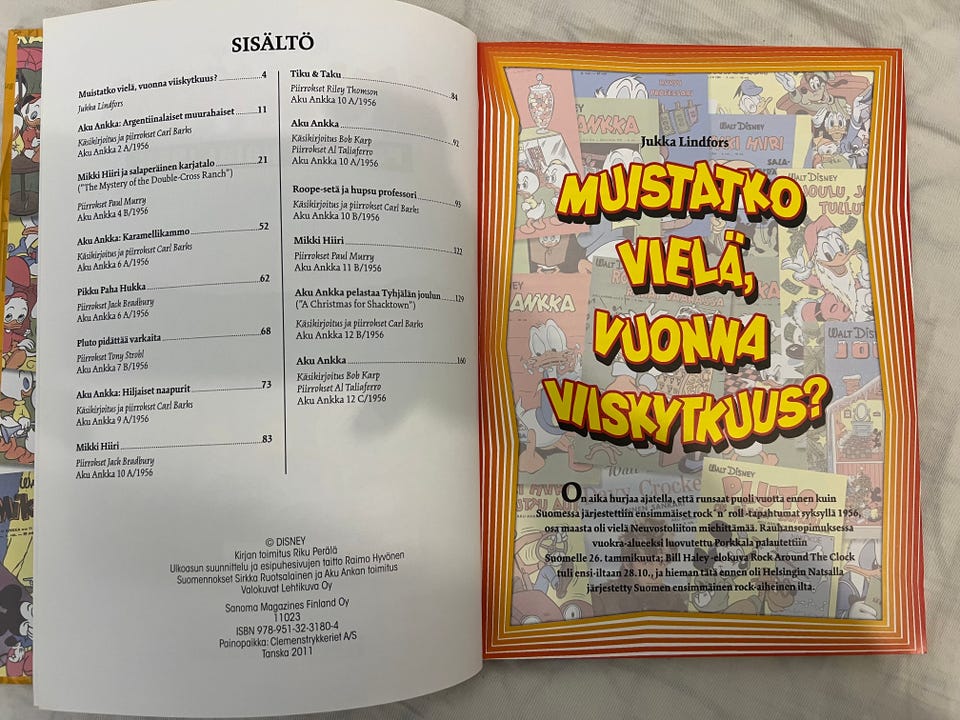 SISÄLTÖ
Muistatko vielä, vuonna viiskytkuus? 4
Jukka Lindfors
Aku Ankka: Argentiinalaiset muurahaiset 11
Käsikirjoitus ja piirrokset Carl Barks
Aku Ankka 2 A/1956
Mikki Hiiri ja salaperäinen karjatalo 21
("The Mystery of the Double-Cross Ranch")
Piirrokset Paul Murry
Aku Ankka 4 B/1956
Aku Ankka: Karamellikammo 52
Käsikirjoitus ja piirrokset Carl Barks
Aku Ankka 6 A/1956
Pikku Paha Hukka 62
Piirrokset Jack Bradbury
Aku Ankka 6 A/1956
Pluto pidättää varkaita 68
Piirrokset Tony Strobl
Aku Ankka 7 B/1956
Aku Ankka: Hiljaiset naapurit 73
Käsikirjoitus ja piirrokset Carl Barks
Aku Ankka 9 A/1956
Mikki Hiiri 83
Piirrokset Jack Bradbury
Aku Ankka 10 A/1956
Tiku & Taku 84
Piirrokset Riley Thomson
Aku Ankka 10 A/1956
Aku Ankka 92
Käsikirjoitus Bob Karp
Piirrokset Al Taliaferro
Aku Ankka 10 A/1956
Roope-setä ja hupsu professori 93
Käsikirjoitus ja piirrokset Carl Barks
Aku Ankka 10 B/1956
Mikki Hiiri 122
Piirrokset Paul Murry
Aku Ankka 11 B/1956
Aku Ankka pelastaa Tyhjälän joulun 129
("A Christmas for Shacktown")
Käsikirjoitus ja piirrokset Carl Barks
Aku Ankka 12 B/1956
Aku Ankka 160
Käsikirjoitus Bob Karp
Piirrokset Al Taliaferro
Aku Ankka 12 C/1956
© DISNEY
Kirjan toimitus Riku Perälä
Ulkoasun suunnittelu ja esipuhesivujen taitto Raimo Hyvönen
Suomennokset Sirkka Ruotsalainen ja Aku Ankan toimitus
Valokuvat Lehtikuva Oy
Sanoma Magazines Finland Oy
11023
ISBN 978-951-32-3180-4
Painopaikka: Clemenstrykkeriet A/S
Tanska 2011
Jukka Lindfors
MUISTATKO
VIELÄ,
VUONNA
VIISKYTKUUS?
On aika hurjaa ajatella, että runsaat puoli vuotta ennen kuin
Suomessa järjestettiin ensimmäiset rock 'n' roll -tapahtumat syksyllä 1956,
osa maasta oli vielä Neuvostoliiton miehittämää. Rauhansopimuksessa
vuokra-alueeksi luovutettu Porkkala palautettiin
Suomelle 26. tammikuuta; Bill Haley -elokuva Rock Around The Clock
tuli ensi-iltaan 28.10., ja hieman tätä ennen oli Helsingin Natsalla
järjestetty Suomen ensimmäinen rock-aiheinen ilta.